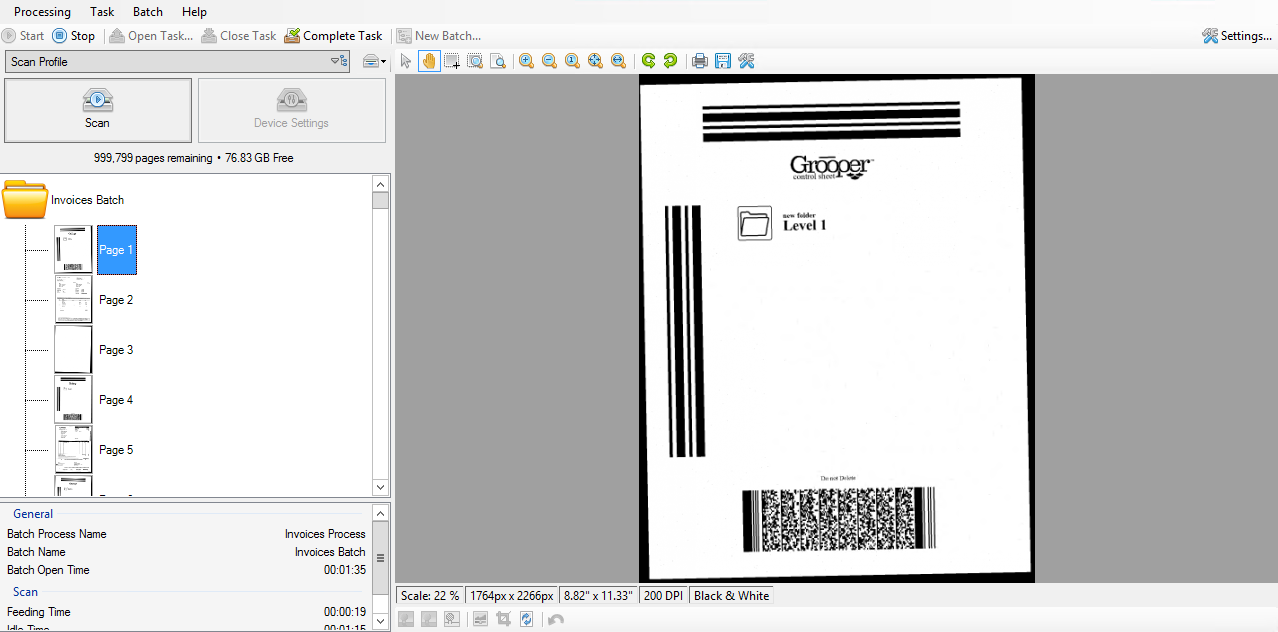 Processing Task Batch Help
Start Stop Open Task... Close Task Complete Task New Batch... Settings...
Scan Profile
Scan Device Settings
999,799 pages remaining • 76.83 GB Free
Invoices Batch
Page 1
Page 2
Page 3
Page 4
Page 5
General
Batch Process Name Invoices Process
Batch Name Invoices Batch
Batch Open Time 00:01:35
Scan
Feeding Time 00:00:19
Idle Time 00:01:15
Grooper™
control sheet
new folder
Level 1
Do not Delete
Scale: 22 % 1764px x 2266px 8.82" x 11.33" 200 DPI Black & White